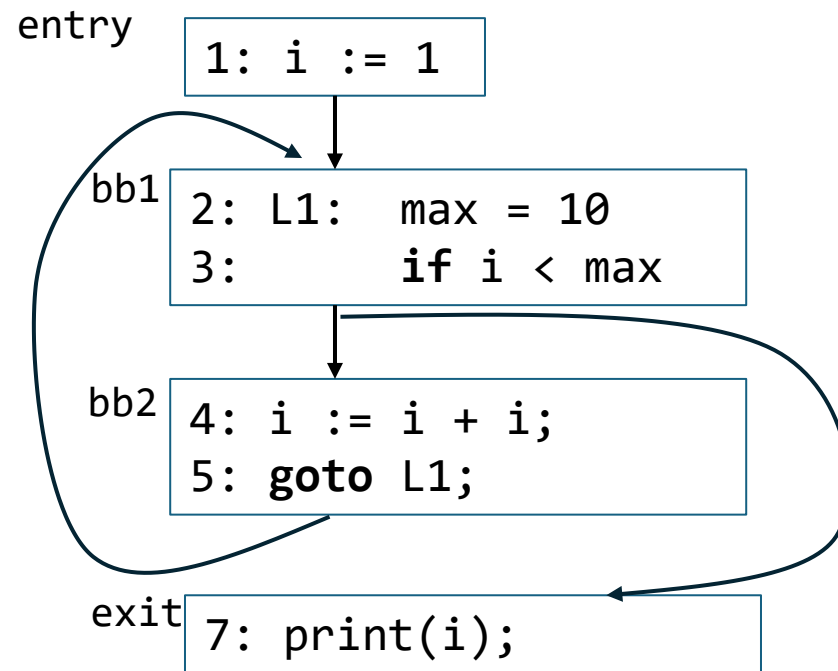 entry
1: i := 1
bb1
2: L1: max = 10
3: if i < max
bb2
4: i := i + i;
5: goto L1;
exit
7: print(i);